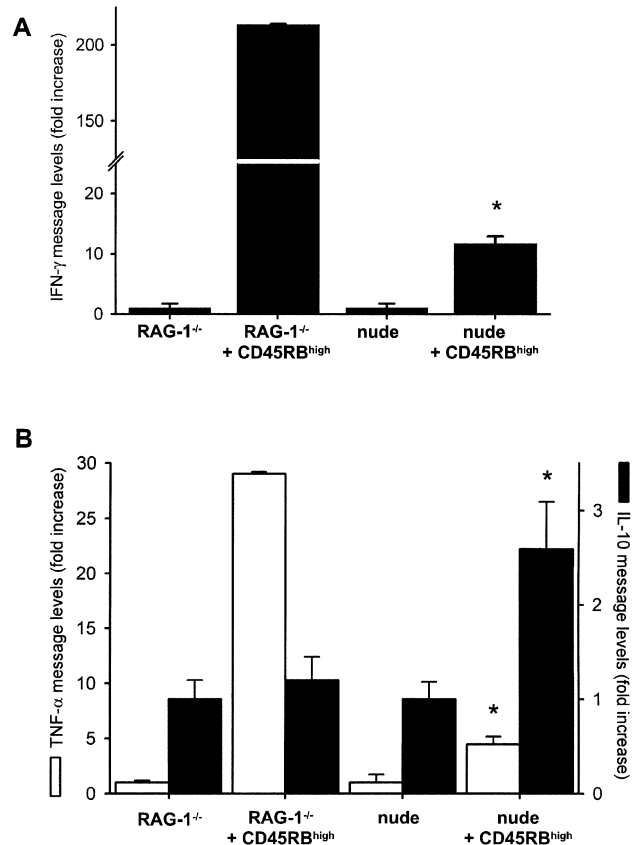 A
IFN-γ message levels (fold increase)
200
150
20
10
0
*
RAG-1-/-
RAG-1-/-
+ CD45RBhigh
nude
nude
+ CD45RBhigh
B
TNF-α message levels (fold increase)
30
25
20
15
10
5
0
*
*
3
2
1
0
IL-10 message levels (fold increase)
RAG-1-/-
RAG-1-/-
+ CD45RBhigh
nude
nude
+ CD45RBhigh